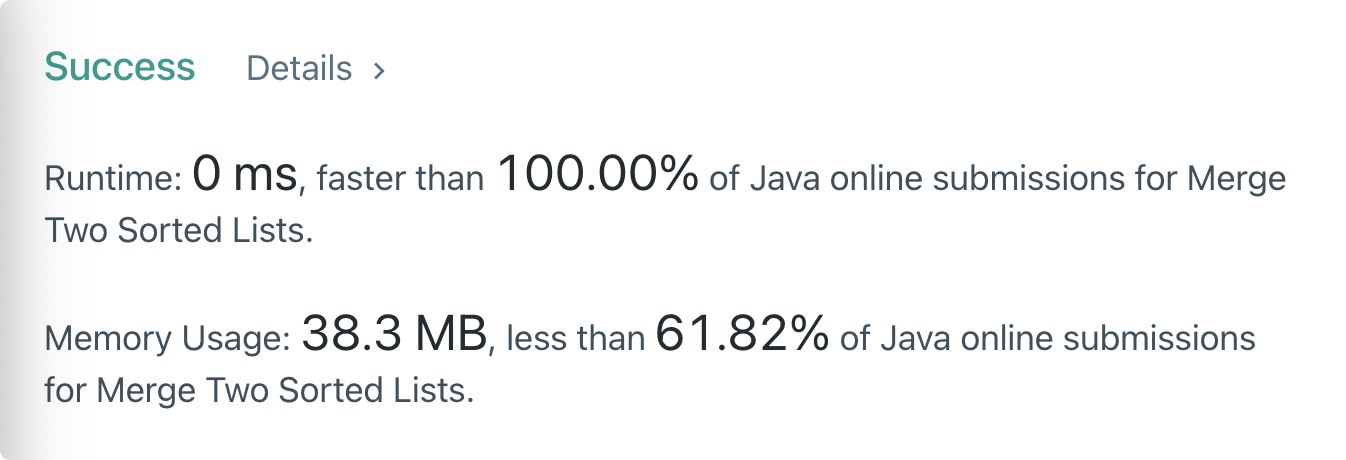 Success Details >
Runtime: 0 ms, faster than 100.00% of Java online submissions for Merge
Two Sorted Lists.
Memory Usage: 38.3 MB, less than 61.82% of Java online submissions
for Merge Two Sorted Lists.